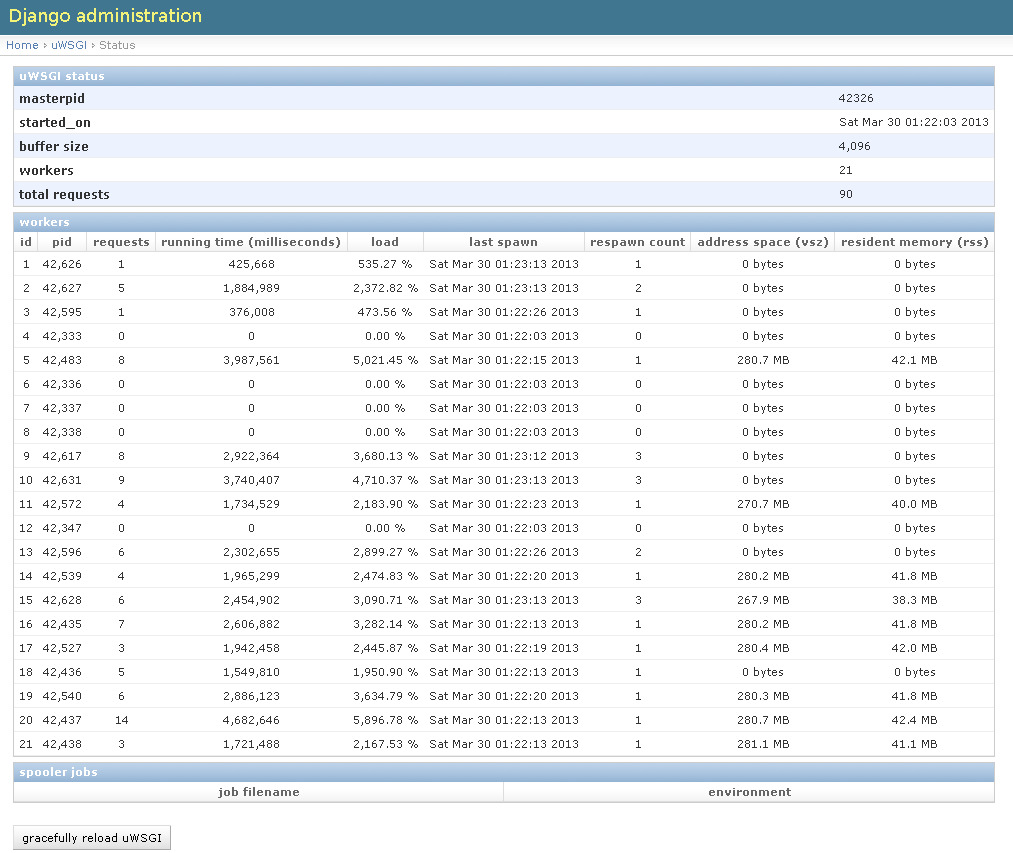 Django administration
Home › uWSGI › Status
uWSGI status
masterpid 42326
started_on Sat Mar 30 01:22:03 2013
buffer size 4,096
workers 21
total requests 90
workers
id pid requests running time (milliseconds) load last spawn respawn count address space (vsz) resident memory (rss)
1 42,626 1 425,668 535.27 % Sat Mar 30 01:23:13 2013 1 0 bytes 0 bytes
2 42,627 5 1,884,989 2,372.82 % Sat Mar 30 01:23:13 2013 2 0 bytes 0 bytes
3 42,595 1 376,008 473.56 % Sat Mar 30 01:22:26 2013 1 0 bytes 0 bytes
4 42,333 0 0 0.00 % Sat Mar 30 01:22:03 2013 0 0 bytes 0 bytes
5 42,483 8 3,987,561 5,021.45 % Sat Mar 30 01:22:15 2013 1 280.7 MB 42.1 MB
6 42,336 0 0 0.00 % Sat Mar 30 01:22:03 2013 0 0 bytes 0 bytes
7 42,337 0 0 0.00 % Sat Mar 30 01:22:03 2013 0 0 bytes 0 bytes
8 42,338 0 0 0.00 % Sat Mar 30 01:22:03 2013 0 0 bytes 0 bytes
9 42,617 8 2,922,364 3,680.13 % Sat Mar 30 01:23:12 2013 3 0 bytes 0 bytes
10 42,631 9 3,740,407 4,710.37 % Sat Mar 30 01:23:13 2013 3 0 bytes 0 bytes
11 42,572 4 1,734,529 2,183.90 % Sat Mar 30 01:22:23 2013 1 270.7 MB 40.0 MB
12 42,347 0 0 0.00 % Sat Mar 30 01:22:03 2013 0 0 bytes 0 bytes
13 42,596 6 2,302,655 2,899.27 % Sat Mar 30 01:22:26 2013 2 0 bytes 0 bytes
14 42,539 4 1,965,299 2,474.83 % Sat Mar 30 01:22:20 2013 1 280.2 MB 41.8 MB
15 42,628 6 2,454,902 3,090.71 % Sat Mar 30 01:23:13 2013 3 267.9 MB 38.3 MB
16 42,435 7 2,606,882 3,282.14 % Sat Mar 30 01:22:13 2013 1 280.2 MB 41.8 MB
17 42,527 3 1,942,458 2,445.87 % Sat Mar 30 01:22:19 2013 1 280.4 MB 42.0 MB
18 42,436 5 1,549,810 1,950.90 % Sat Mar 30 01:22:13 2013 1 0 bytes 0 bytes
19 42,540 6 2,886,123 3,634.79 % Sat Mar 30 01:22:20 2013 1 280.3 MB 41.8 MB
20 42,437 14 4,682,646 5,896.78 % Sat Mar 30 01:22:13 2013 1 280.7 MB 42.4 MB
21 42,438 3 1,721,488 2,167.53 % Sat Mar 30 01:22:13 2013 1 281.1 MB 41.1 MB
spooler jobs
job filename environment
gracefully reload uWSGI